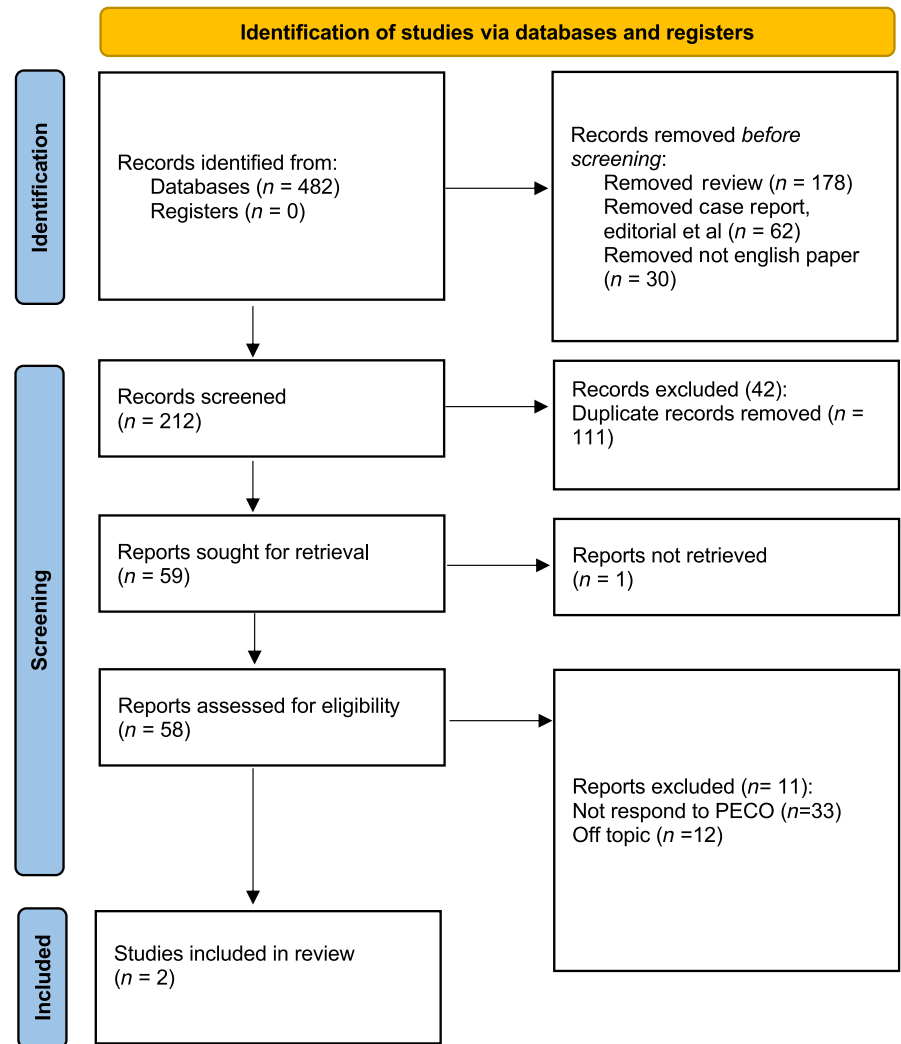 Identification of studies via databases and registers
Identification
Records identified from:
Databases (n = 482)
Registers (n = 0)
Records removed before
screening:
Removed review (n = 178)
Removed case report,
editorial et al (n = 62)
Removed not english paper
(n = 30)
Screening
Records screened
(n = 212)
Records excluded (42):
Duplicate records removed (n =
111)
Reports sought for retrieval
(n = 59)
Reports not retrieved
(n = 1)
Reports assessed for eligibility
(n = 58)
Reports excluded (n= 11):
Not respond to PECO (n=33)
Off topic (n =12)
Included
Studies included in review
(n = 2)